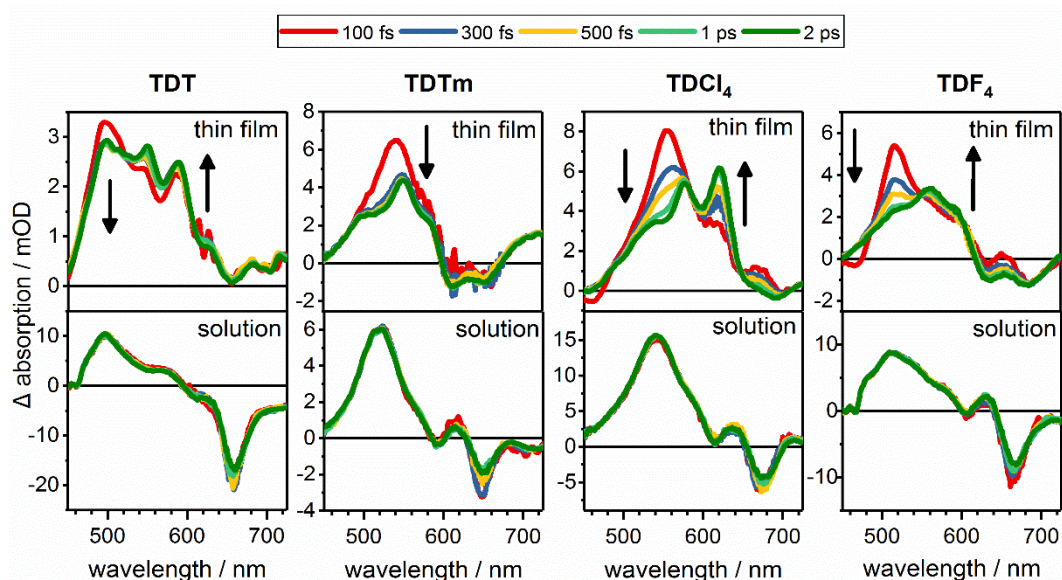 100 fs 300 fs 500 fs 1 ps 2 ps
TDT TDTm TDCl₄ TDF₄
Δ absorption / mOD
thin film thin film thin film thin film
3 2 1 0
8 6 4 2 0 -2
8 6 4 2 0
6 4 2 0 -2
solution solution solution solution
10 0 -10 -20
6 4 2 0 -2 -4
15 10 5 0 -5
10 0 -10
500 600 700 500 600 700 500 600 700 500 600 700
wavelength / nm wavelength / nm wavelength / nm wavelength / nm